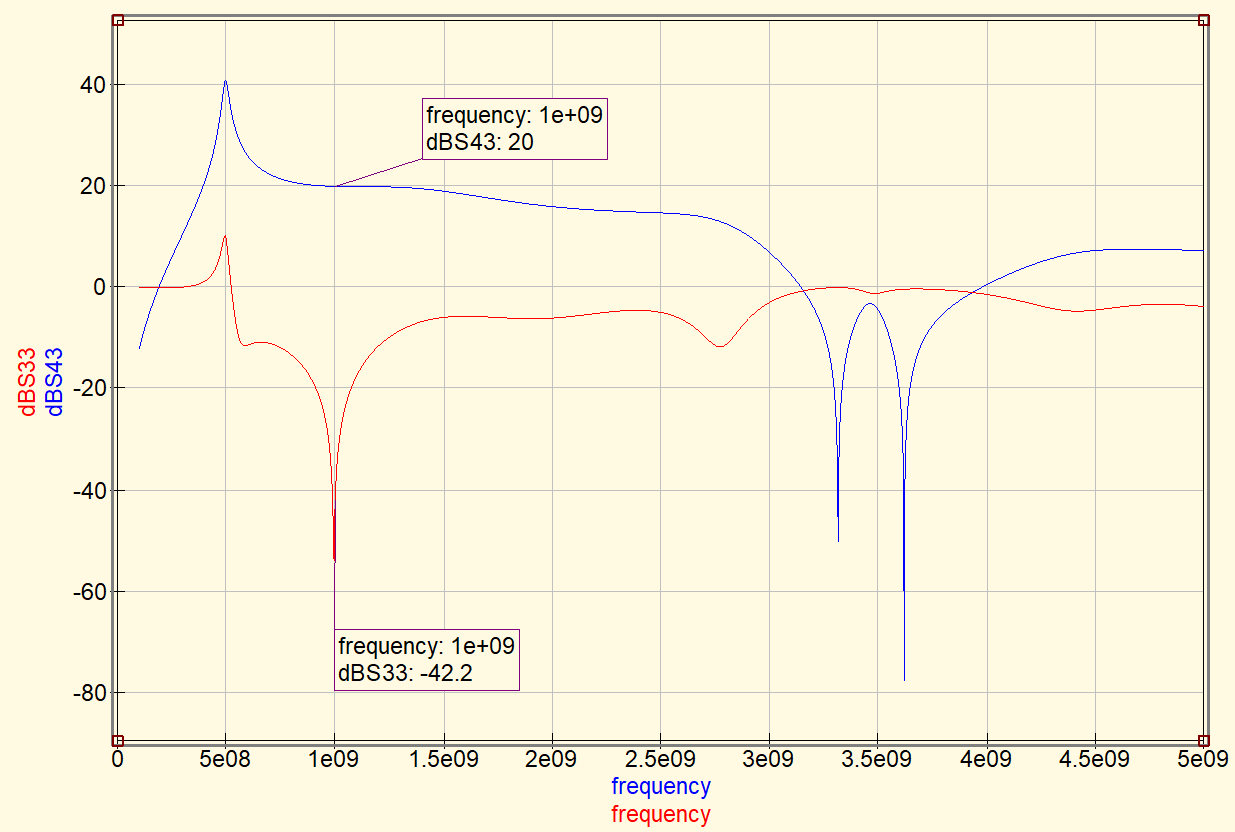 40
20
0
-20
-40
-60
-80
dBS33
dBS43
frequency: 1e+09
dBS43: 20
frequency: 1e+09
dBS33: -42.2
0 5e08 1e09 1.5e09 2e09 2.5e09 3e09 3.5e09 4e09 4.5e09 5e09
frequency
frequency